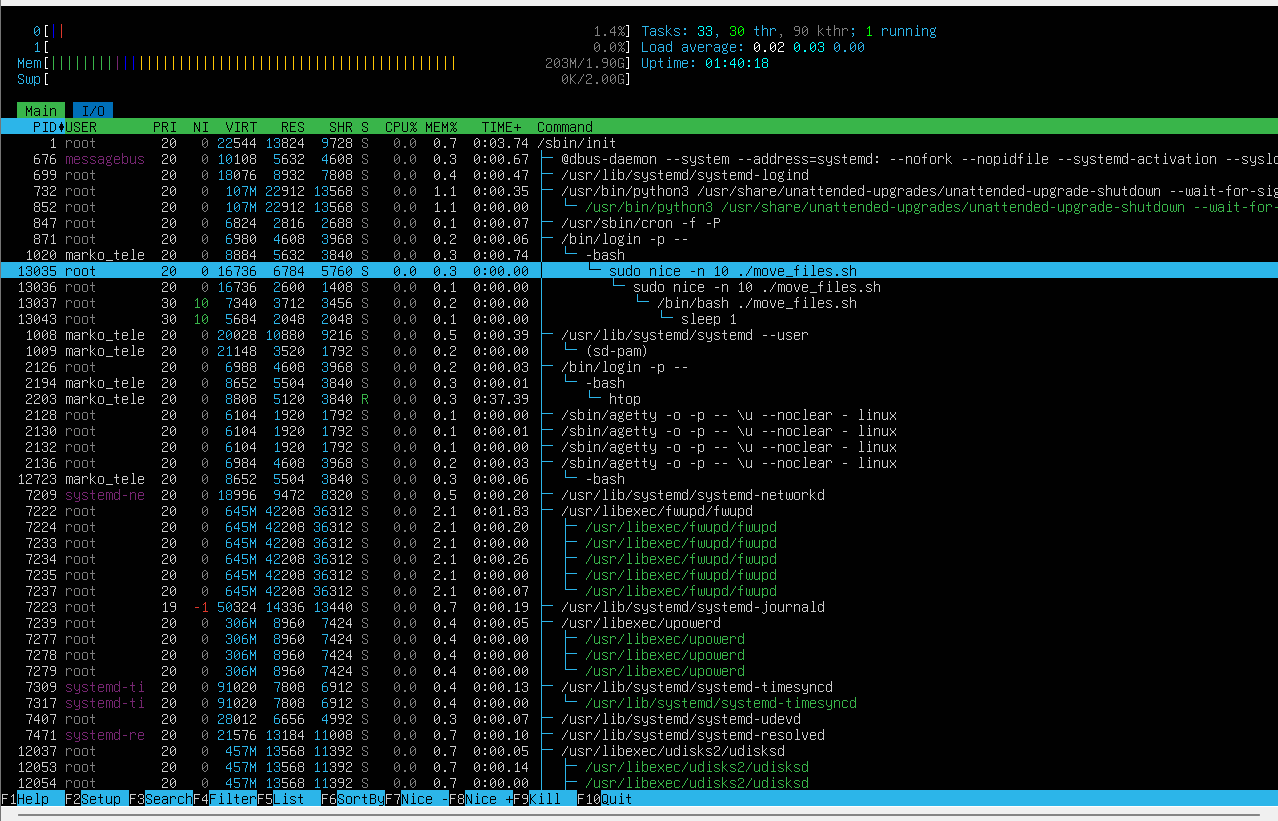 0[|| 1.4%] Tasks: 33, 30 thr, 90 kthr; 1 running
1[ 0.0%] Load average: 0.02 0.03 0.00
Mem[|||||||||||||||||||||||||||||||||||||||||||||||||| 203M/1.90G] Uptime: 01:40:18
Swp[ 0K/2.00G]
Main I/O
PID USER PRI NI VIRT RES SHR S CPU% MEM% TIME+ Command
1 root 20 0 22544 13824 9728 S 0.0 0.7 0:03.74 /sbin/init
676 messagebus 20 0 10108 5632 4608 S 0.0 0.3 0:00.67 ├─ @dbus-daemon --system --address=systemd: --nofork --nopidfile --systemd-activation --syslo
699 root 20 0 18076 8932 7808 S 0.0 0.4 0:00.47 ├─ /usr/lib/systemd/systemd-logind
732 root 20 0 107M 22912 13568 S 0.0 1.1 0:00.35 ├─ /usr/bin/python3 /usr/share/unattended-upgrades/unattended-upgrade-shutdown --wait-for-sig
852 root 20 0 107M 22912 13568 S 0.0 1.1 0:00.00 │ └─ /usr/bin/python3 /usr/share/unattended-upgrades/unattended-upgrade-shutdown --wait-for-
847 root 20 0 6824 2816 2688 S 0.0 0.1 0:00.07 ├─ /usr/sbin/cron -f -P
871 root 20 0 6980 4608 3968 S 0.0 0.2 0:00.06 ├─ /bin/login -p --
1020 marko_tele 20 0 8884 5632 3840 S 0.0 0.3 0:00.74 │ └─ -bash
13035 root 20 0 16736 6784 5760 S 0.0 0.3 0:00.00 │ └─ sudo nice -n 10 ./move_files.sh
13036 root 20 0 16736 2600 1408 S 0.0 0.1 0:00.00 │ └─ sudo nice -n 10 ./move_files.sh
13037 root 30 10 7340 3712 3456 S 0.0 0.2 0:00.00 │ └─ /bin/bash ./move_files.sh
13043 root 30 10 5684 2048 2048 S 0.0 0.1 0:00.00 │ └─ sleep 1
1008 marko_tele 20 0 20028 10880 9216 S 0.0 0.5 0:00.39 ├─ /usr/lib/systemd/systemd --user
1009 marko_tele 20 0 21148 3520 1792 S 0.0 0.2 0:00.00 │ └─ (sd-pam)
2126 root 20 0 6988 4608 3968 S 0.0 0.2 0:00.03 ├─ /bin/login -p --
2194 marko_tele 20 0 8652 5504 3840 S 0.0 0.3 0:00.01 │ └─ -bash
2203 marko_tele 20 0 8808 5120 3840 R 0.0 0.3 0:37.39 │ └─ htop
2128 root 20 0 6104 1920 1792 S 0.0 0.1 0:00.00 ├─ /sbin/agetty -o -p -- \u --noclear - linux
2130 root 20 0 6104 1920 1792 S 0.0 0.1 0:00.01 ├─ /sbin/agetty -o -p -- \u --noclear - linux
2132 root 20 0 6104 1920 1792 S 0.0 0.1 0:00.00 ├─ /sbin/agetty -o -p -- \u --noclear - linux
2136 root 20 0 6984 4608 3968 S 0.0 0.2 0:00.03 ├─ /sbin/agetty -o -p -- \u --noclear - linux
12723 marko_tele 20 0 8652 5504 3840 S 0.0 0.3 0:00.06 │ └─ -bash
7209 systemd-ne 20 0 18996 9472 8320 S 0.0 0.5 0:00.20 ├─ /usr/lib/systemd/systemd-networkd
7222 root 20 0 645M 42208 36312 S 0.0 2.1 0:01.83 ├─ /usr/libexec/fwupd/fwupd
7224 root 20 0 645M 42208 36312 S 0.0 2.1 0:00.20 │ ├─ /usr/libexec/fwupd/fwupd
7233 root 20 0 645M 42208 36312 S 0.0 2.1 0:00.00 │ ├─ /usr/libexec/fwupd/fwupd
7234 root 20 0 645M 42208 36312 S 0.0 2.1 0:00.26 │ ├─ /usr/libexec/fwupd/fwupd
7235 root 20 0 645M 42208 36312 S 0.0 2.1 0:00.00 │ ├─ /usr/libexec/fwupd/fwupd
7237 root 20 0 645M 42208 36312 S 0.0 2.1 0:00.07 │ └─ /usr/libexec/fwupd/fwupd
7223 root 19 -1 50324 14336 13440 S 0.0 0.7 0:00.19 ├─ /usr/lib/systemd/systemd-journald
7239 root 20 0 306M 8960 7424 S 0.0 0.4 0:00.05 ├─ /usr/libexec/upowerd
7277 root 20 0 306M 8960 7424 S 0.0 0.4 0:00.00 │ ├─ /usr/libexec/upowerd
7278 root 20 0 306M 8960 7424 S 0.0 0.4 0:00.00 │ ├─ /usr/libexec/upowerd
7279 root 20 0 306M 8960 7424 S 0.0 0.4 0:00.00 │ └─ /usr/libexec/upowerd
7309 systemd-ti 20 0 91020 7808 6912 S 0.0 0.4 0:00.13 ├─ /usr/lib/systemd/systemd-timesyncd
7317 systemd-ti 20 0 91020 7808 6912 S 0.0 0.4 0:00.00 │ └─ /usr/lib/systemd/systemd-timesyncd
7407 root 20 0 28012 6656 4992 S 0.0 0.3 0:00.07 ├─ /usr/lib/systemd/systemd-udevd
7471 systemd-re 20 0 21576 13184 11008 S 0.0 0.7 0:00.10 ├─ /usr/lib/systemd/systemd-resolved
12037 root 20 0 457M 13568 11392 S 0.0 0.7 0:00.05 ├─ /usr/libexec/udisks2/udisksd
12053 root 20 0 457M 13568 11392 S 0.0 0.7 0:00.14 │ ├─ /usr/libexec/udisks2/udisksd
12054 root 20 0 457M 13568 11392 S 0.0 0.7 0:00.00 │ ├─ /usr/libexec/udisks2/udisksd
F1Help F2Setup F3SearchF4FilterF5List F6SortByF7Nice -F8Nice +F9Kill F10Quit